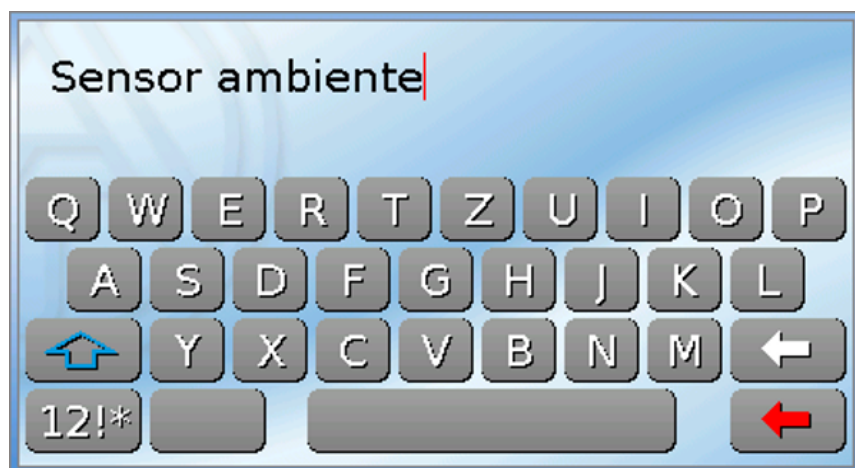 Sensor ambiente
Q W E R T Z U I O P
A S D F G H J K L
Y X C V B N M
12!*